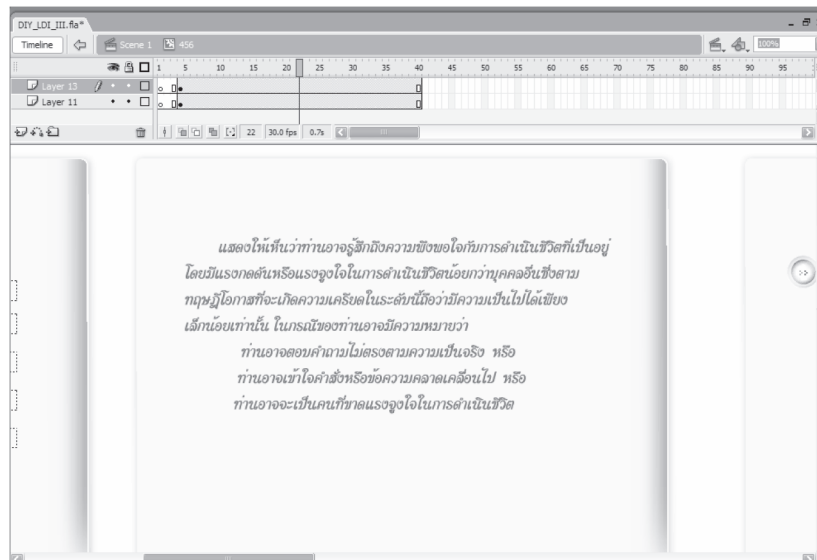 DIY_LDI_III.fla*
Timeline Scene 1 456 100%
1 5 10 15 20 25 30 35 40 45 50 55 60 65 70 75 80 85 90 95
Layer 13
Layer 11
22 30.0 fps 0.7s
แสดงให้เห็นว่าท่านอาจรู้สึกถึงความพึงพอใจกับการดำเนินชีวิตที่เป็นอยู่
โดยมีแรงกดดันหรือแรงจูงใจในการดำเนินชีวิตน้อยกว่าบุคคลอื่นซึ่งตาม
ทฤษฎีโอกาสที่จะเกิดความเครียดในระดับนี้ถือว่ามีความเป็นไปได้เพียง
เล็กน้อยเท่านั้น ในกรณีของท่านอาจมีความหมายว่า
ท่านอาจตอบคำถามไม่ตรงตามความเป็นจริง หรือ
ท่านอาจเข้าใจคำสั่งหรือข้อความคลาดเคลื่อนไป หรือ
ท่านอาจจะเป็นคนที่ขาดแรงจูงใจในการดำเนินชีวิต